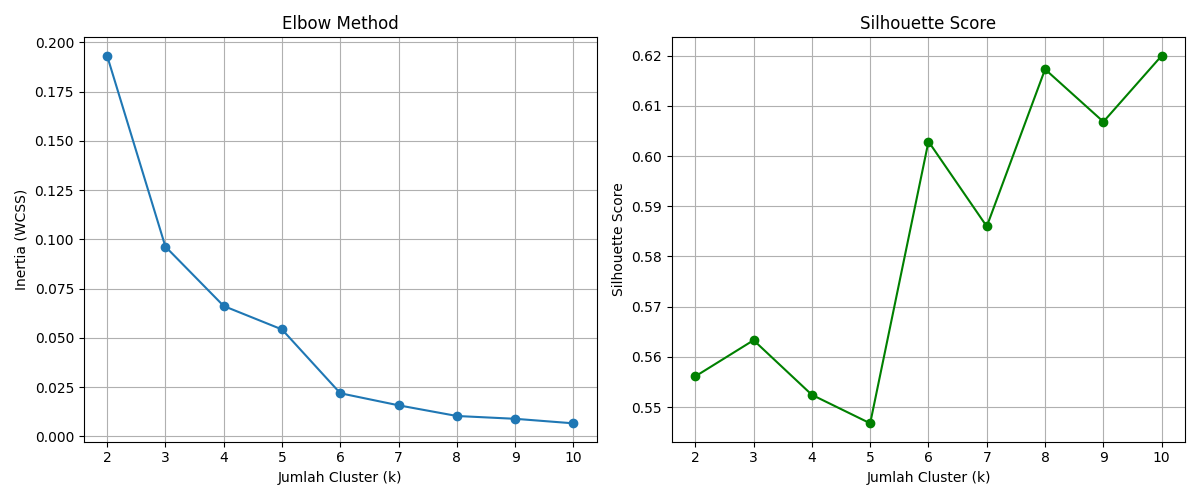 Elbow Method
Inertia (WCSS)
0.200
0.175
0.150
0.125
0.100
0.075
0.050
0.025
0.000
2 3 4 5 6 7 8 9 10
Jumlah Cluster (k)
Silhouette Score
Silhouette Score
0.62
0.61
0.60
0.59
0.58
0.57
0.56
0.55
2 3 4 5 6 7 8 9 10
Jumlah Cluster (k)